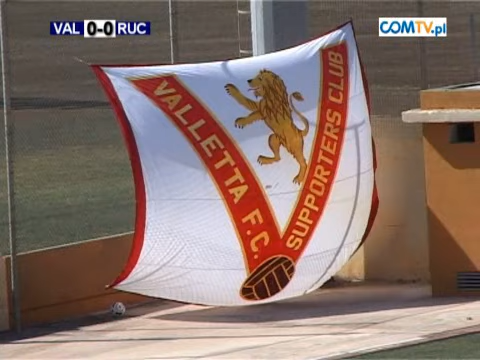 VAL 0-0 RUC
COMTV.pl
VALLETTA F.C.
SUPPORTERS CLUB